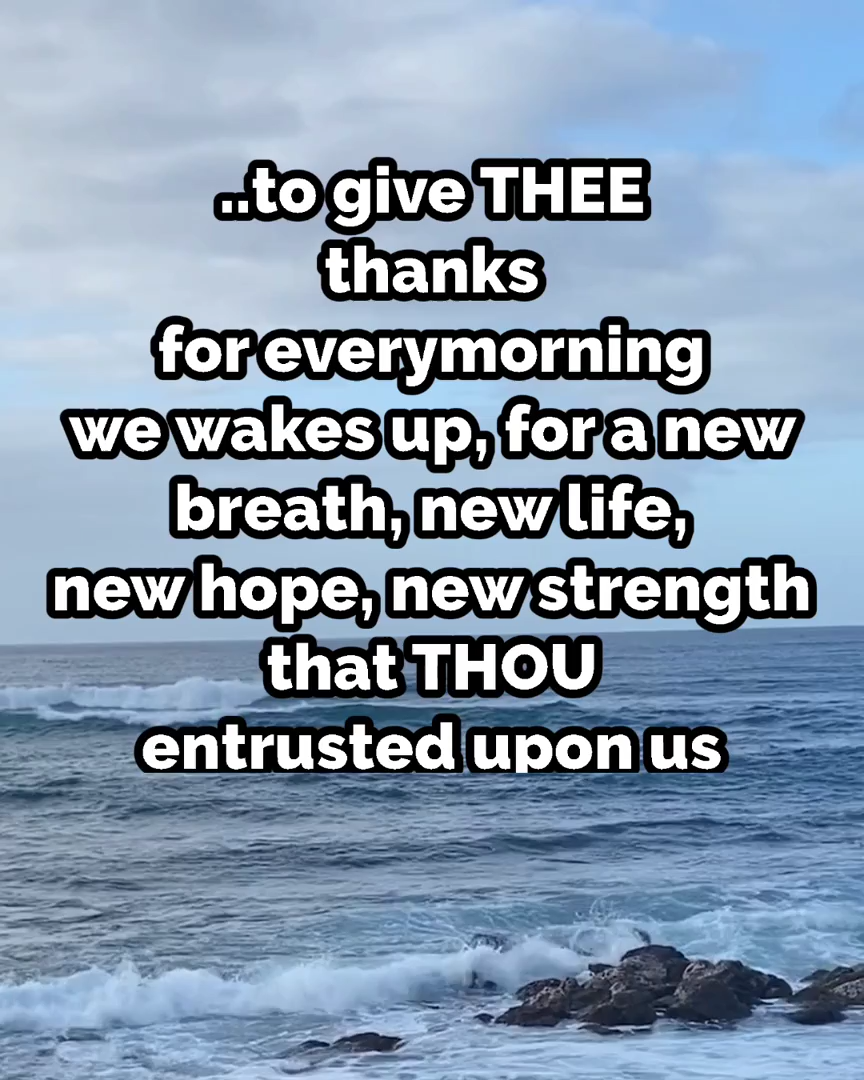 ..to give THEE
thanks
for everymorning
we wakes up, for a new
breath, new life,
new hope, new strength
that THOU
entrusted upon us